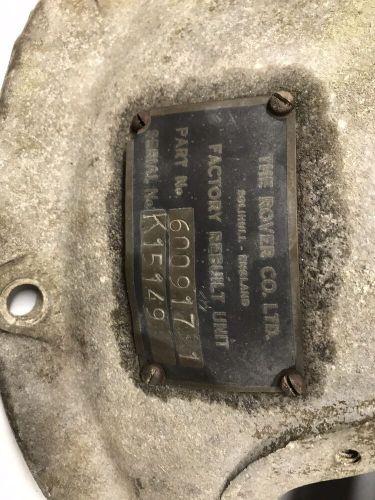 THE ROVER CO. LTD.
SOLIHULL - ENGLAND
FACTORY REBUILT UNIT
PART No 600917
SERIAL No. K15149